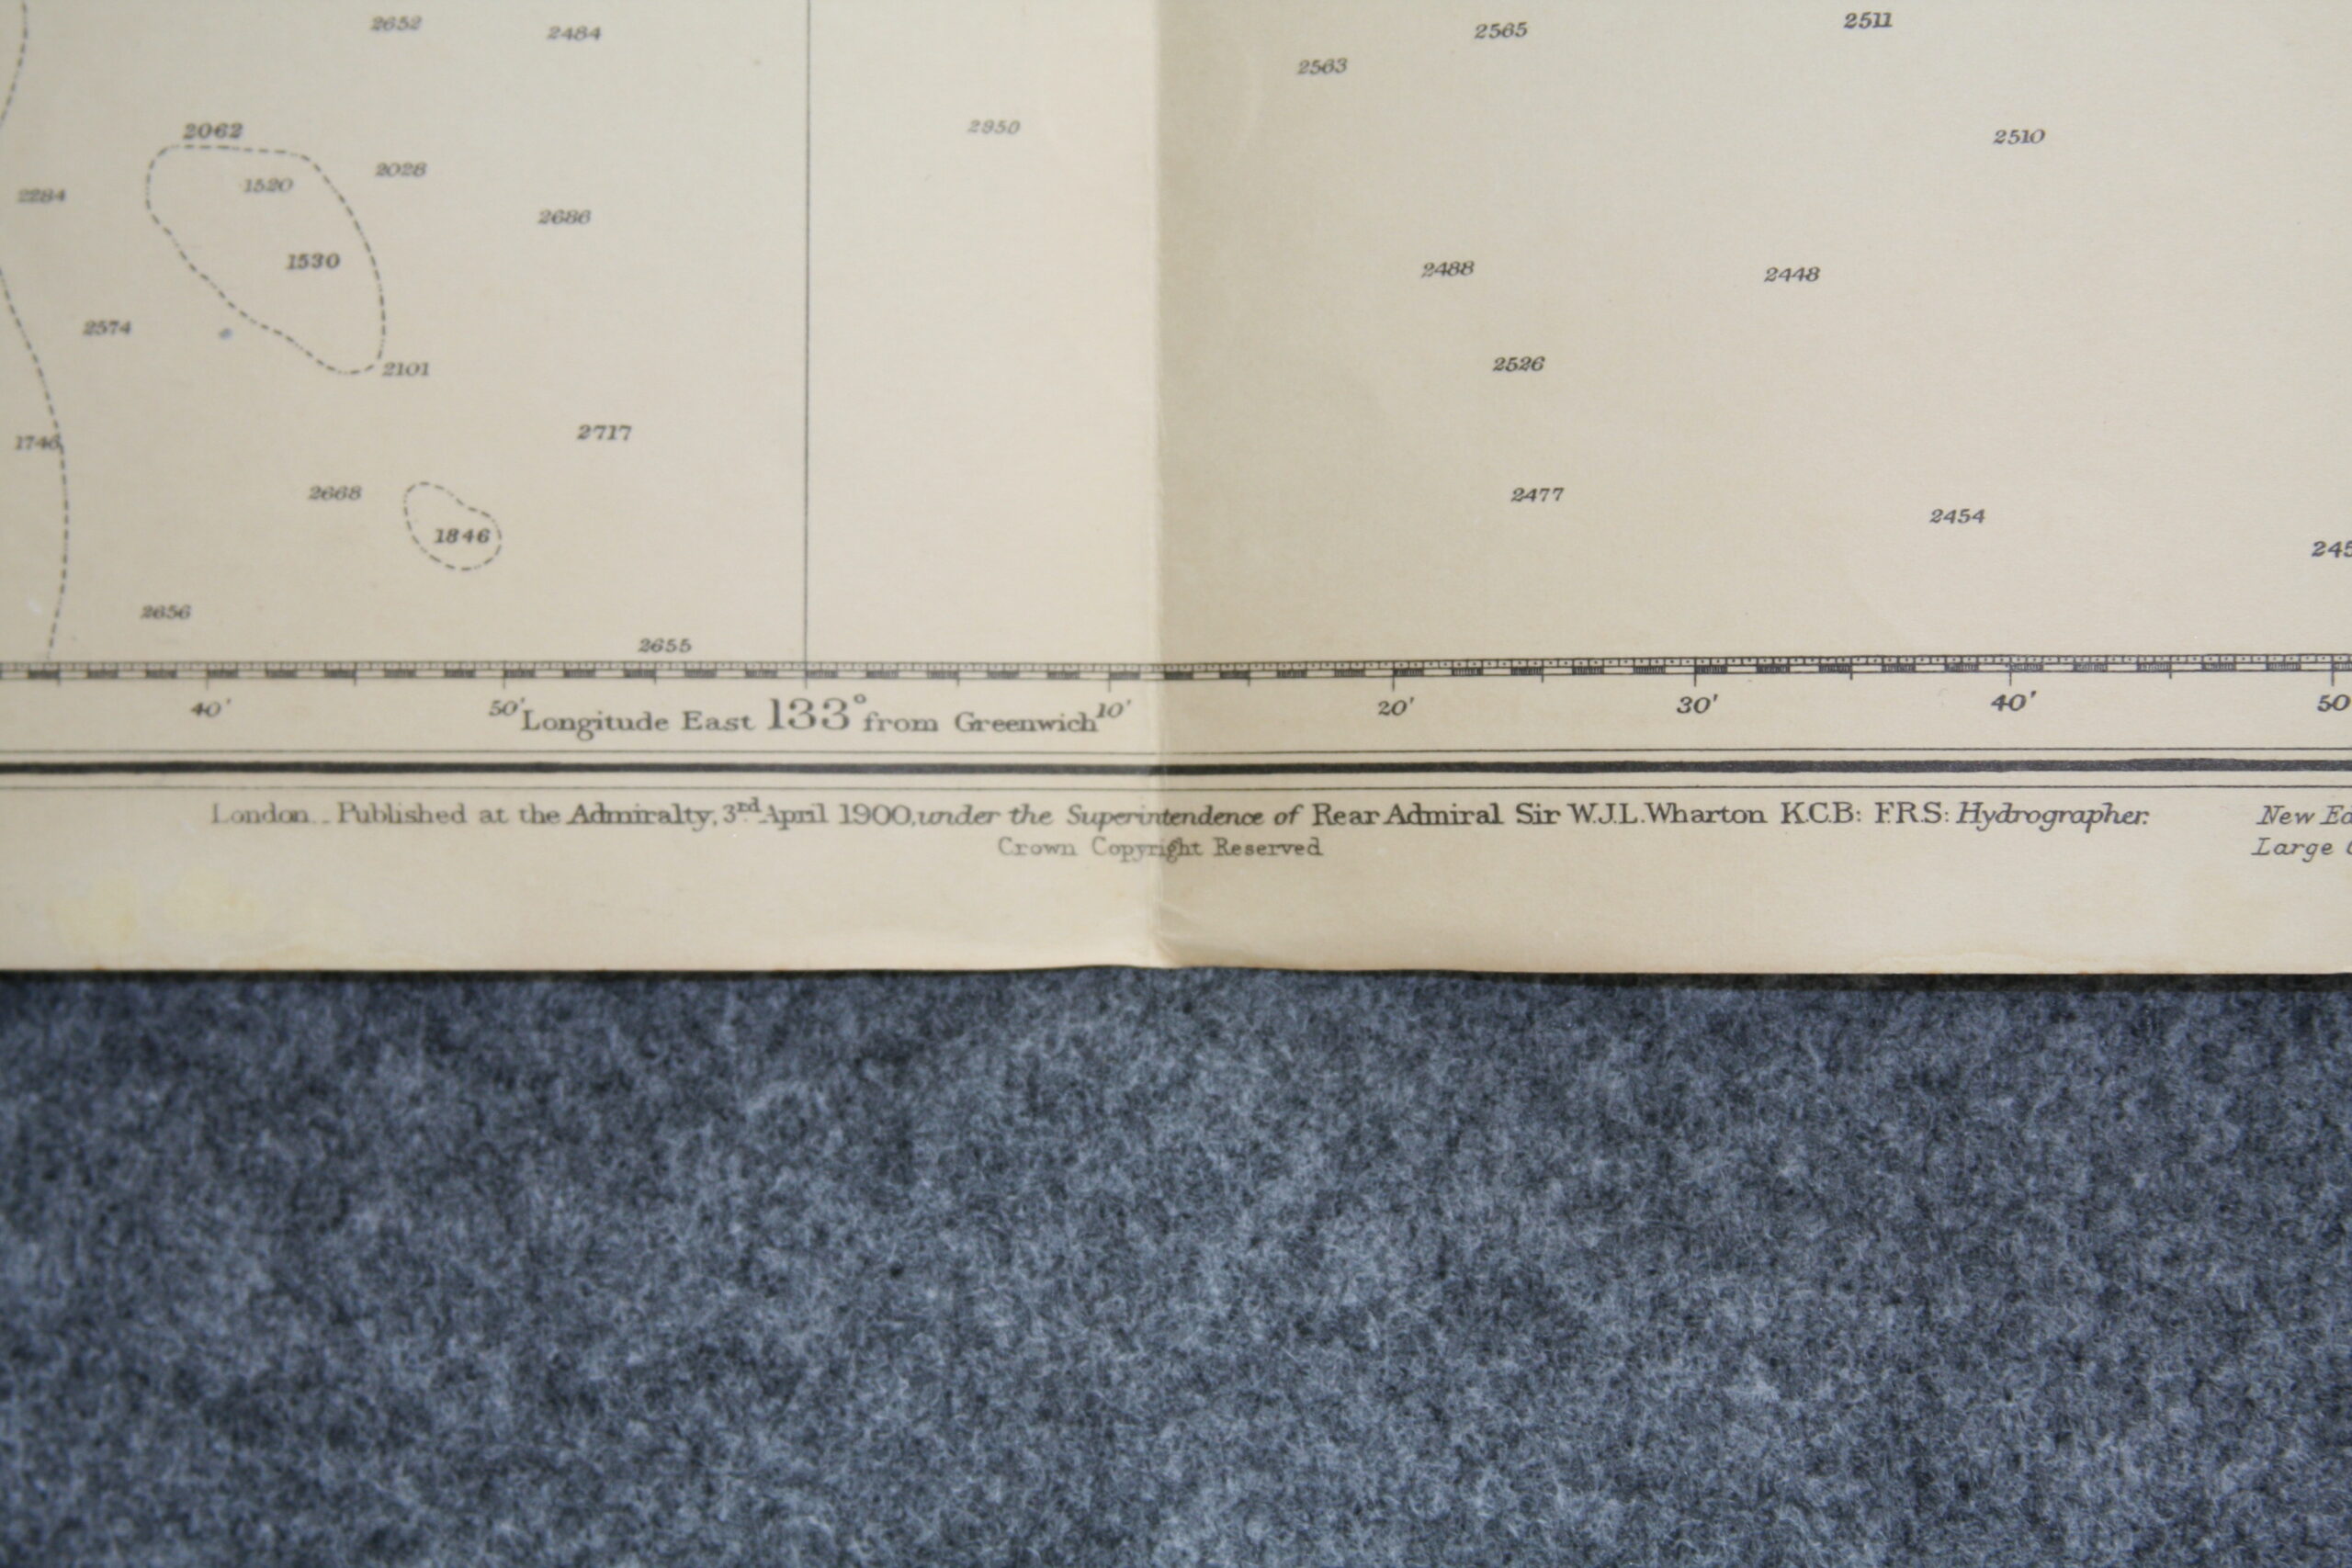 2652 2484 2565 2511
2563
2062 2950 2510
2284 1520 2028
2686
1530 2488 2448
2574
2101 2526
1746 2717
2668 2477
1846 2454
2656
2655
40' 50' Longitude East 133° from Greenwich 10' 20' 30' 40' 50
London. Published at the Admiralty, 3rd April 1900, under the Superintendence of Rear Admiral Sir W.J.L. Wharton K.C.B: F.R.S: Hydrographer. New
Crown Copyright Reserved Large